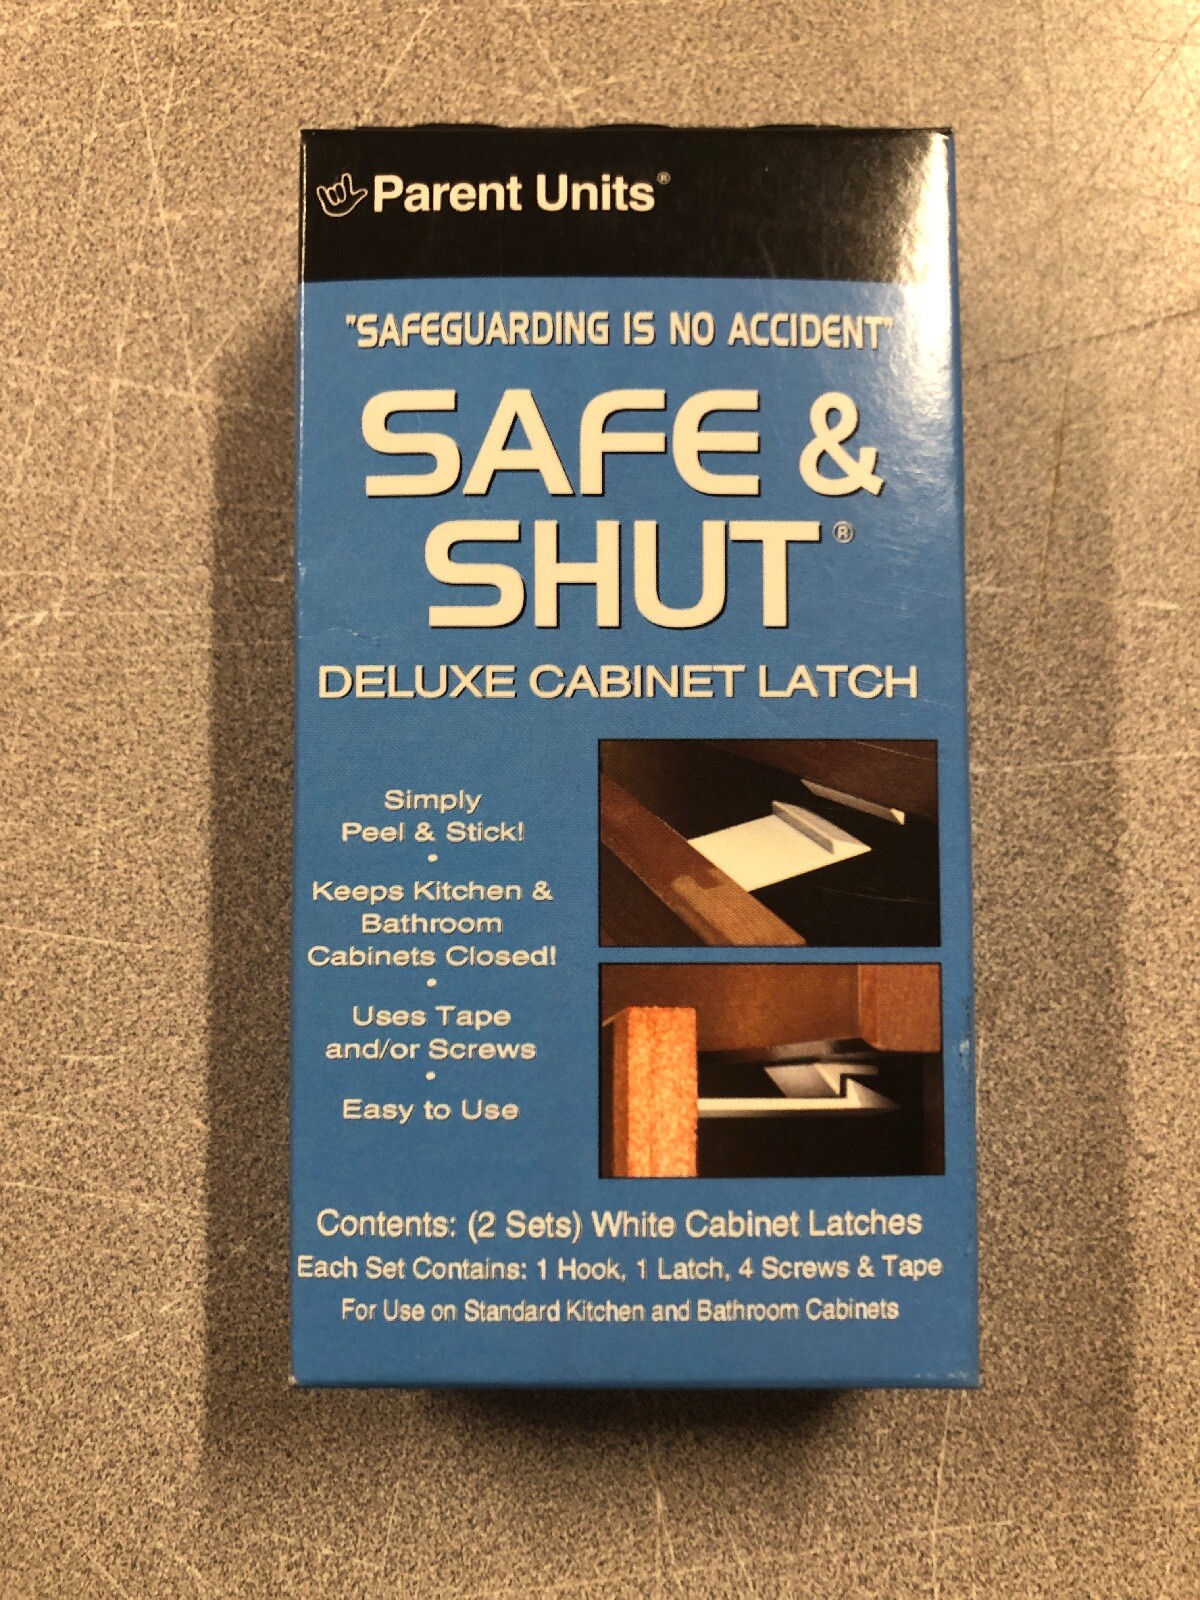 Parent Units®
"SAFEGUARDING IS NO ACCIDENT"
SAFE &
SHUT®
DELUXE CABINET LATCH
Simply
Peel & Stick!
•
Keeps Kitchen &
Bathroom
Cabinets Closed!
•
Uses Tape
and/or Screws
•
Easy to Use
Contents: (2 Sets) White Cabinet Latches
Each Set Contains: 1 Hook, 1 Latch, 4 Screws & Tape
For Use on Standard Kitchen and Bathroom Cabinets